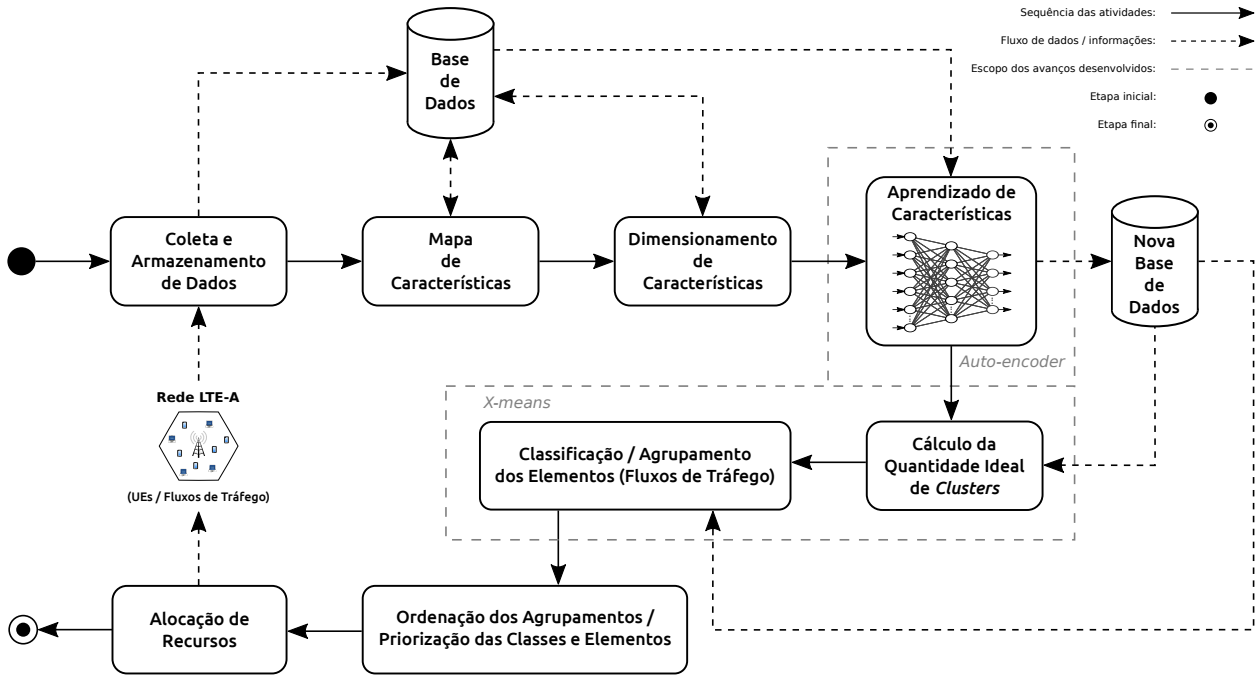 Sequência das atividades:
Fluxo de dados / informações:
Escopo dos avanços desenvolvidos:
Etapa inicial:
Etapa final:
Base
de
Dados
Coleta e
Armazenamento
de Dados
Mapa
de
Características
Dimensionamento
de
Características
Aprendizado de
Características
Nova
Base
de
Dados
Auto-encoder
Rede LTE-A
(UEs / Fluxos de Tráfego)
X-means
Classificação / Agrupamento
dos Elementos (Fluxos de Tráfego)
Cálculo da
Quantidade Ideal
de Clusters
Alocação de
Recursos
Ordenação dos Agrupamentos /
Priorização das Classes e Elementos